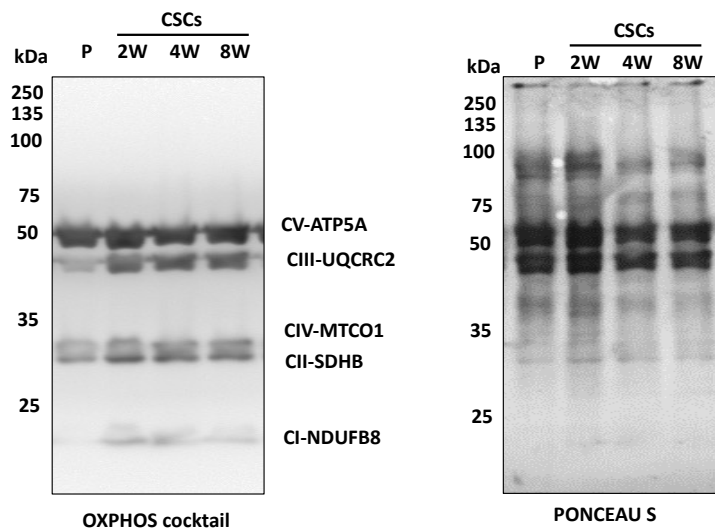 CSCs
kDa P 2W 4W 8W
250
135
100
75
50
35
25
CV-ATP5A
CIII-UQCRC2
CIV-MTCO1
CII-SDHB
CI-NDUFB8
OXPHOS cocktail
CSCs
kDa P 2W 4W 8W
250
135
100
75
50
35
25
PONCEAU S